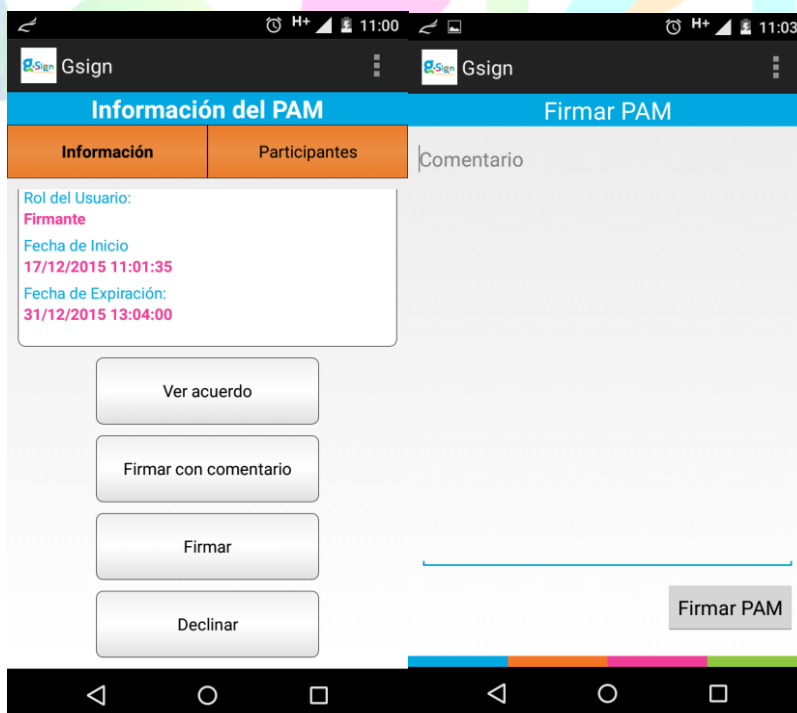 H+ 11:00
g.Sign Gsign
Información del PAM
Información Participantes
Rol del Usuario:
Firmante
Fecha de Inicio
17/12/2015 11:01:35
Fecha de Expiración:
31/12/2015 13:04:00
Ver acuerdo
Firmar con comentario
Firmar
Declinar
H+ 11:03
g.Sign Gsign
Firmar PAM
Comentario
Firmar PAM